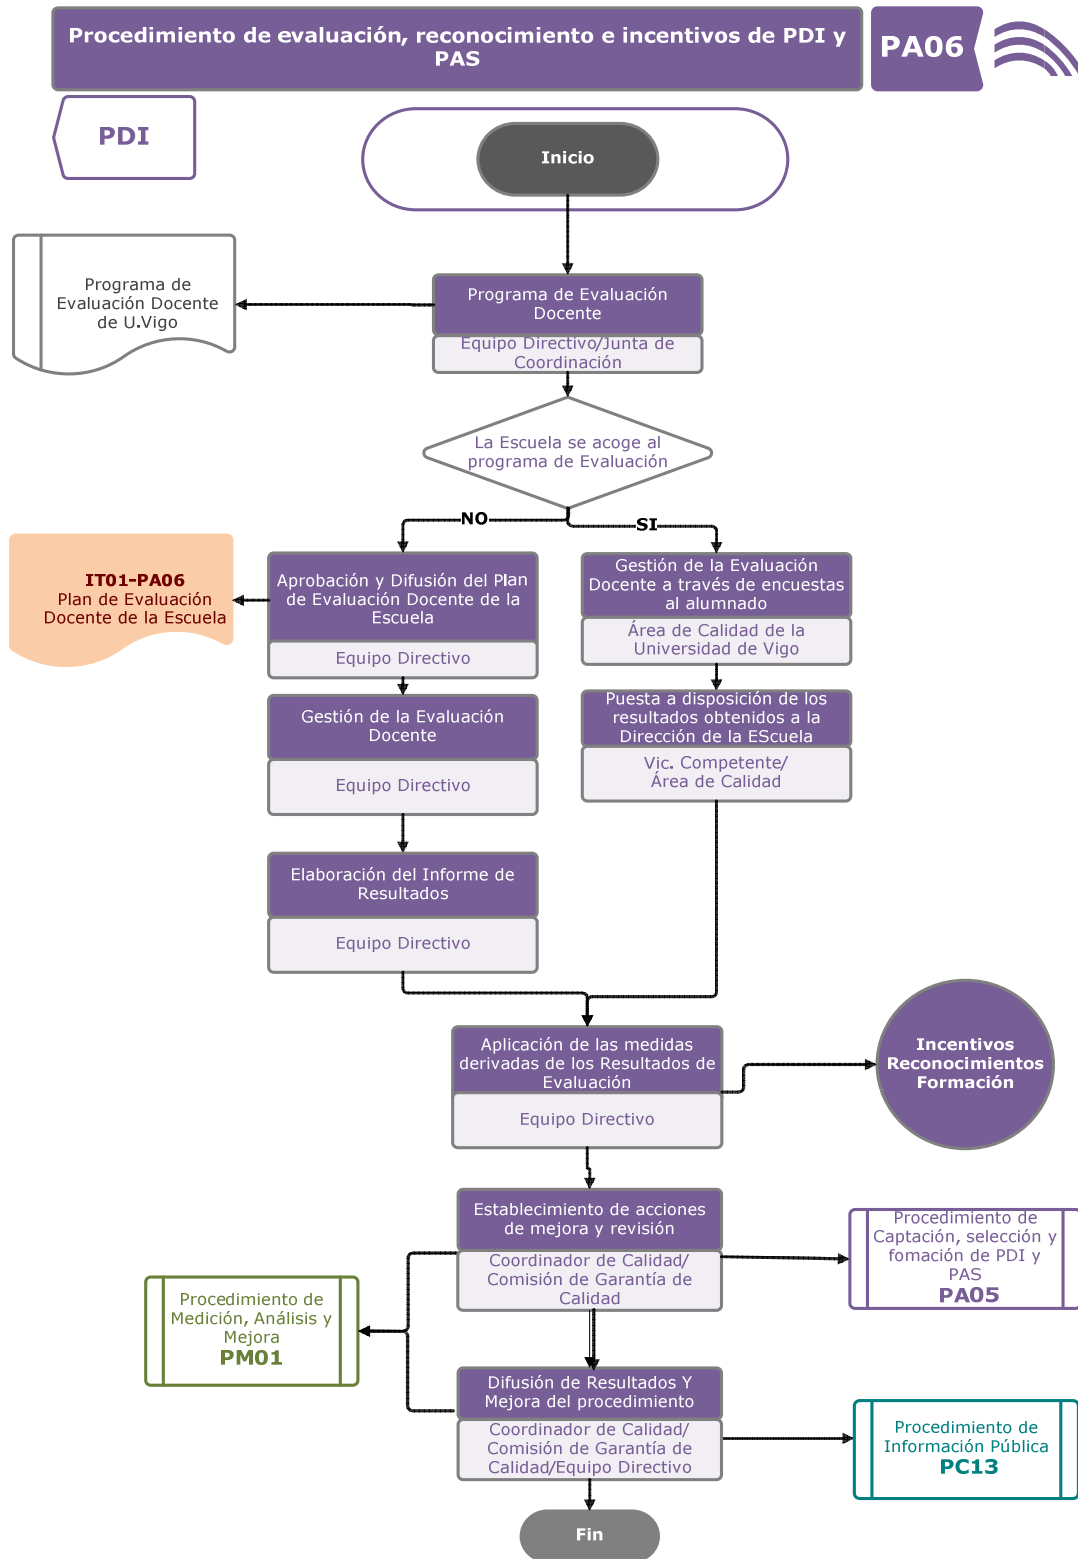 Procedimiento de evaluación, reconocimiento e incentivos de PDI y
PAS
PA06
PDI
Inicio
Programa de
Evaluación Docente
de U.Vigo
Programa de Evaluación
Docente
Equipo Directivo/Junta de
Coordinación
La Escuela se acoge al
programa de Evaluación
NO
SI
IT01-PA06
Plan de Evaluación
Docente de la Escuela
Aprobación y Difusión del Plan
de Evaluación Docente de la
Escuela
Equipo Directivo
Gestión de la Evaluación
Docente a través de encuestas
al alumnado
Área de Calidad de la
Universidad de Vigo
Gestión de la Evaluación
Docente
Equipo Directivo
Puesta a disposición de los
resultados obtenidos a la
Dirección de la EScuela
Vic. Competente/
Área de Calidad
Elaboración del Informe de
Resultados
Equipo Directivo
Aplicación de las medidas
derivadas de los Resultados de
Evaluación
Equipo Directivo
Incentivos
Reconocimientos
Formación
Establecimiento de acciones
de mejora y revisión
Coordinador de Calidad/
Comisión de Garantía de
Calidad
Procedimiento de
Captación, selección y
fomación de PDI y
PAS
PA05
Procedimiento de
Medición, Análisis y
Mejora
PM01
Difusión de Resultados Y
Mejora del procedimiento
Coordinador de Calidad/
Comisión de Garantía de
Calidad/Equipo Directivo
Procedimiento de
Información Pública
PC13
Fin